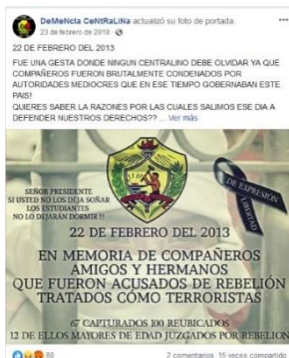 DeMeNcia CeNtRaLiNa actualizó su foto de portada.
23 de febrero de 2018
22 DE FEBRERO DEL 2013
FUE UNA GESTA DONDE NINGUN CENTRALINO DEBE OLVIDAR YA QUE
COMPAÑEROS FUERON BRUTALMENTE CONDENADOS POR
AUTORIDADES MEDIOCRES QUE EN ESE TIEMPO GOBERNABAN ESTE
PAIS!
QUIERES SABER LA RAZONES POR LAS CUALES SALIMOS ESE DIA A
DEFENDER NUESTROS DERECHOS?? ... Ver más
SEÑOR PRESIDENTE
SI USTED NO LOS DEJA SOÑAR
LOS ESTUDIANTES
NO LO DEJARÁN DORMIR !!
DE EXPRESIÓN
LIBERTAD
22 DE FEBRERO DEL 2013
EN MEMORIA DE COMPAÑEROS
AMIGOS Y HERMANOS
QUE FUERON ACUSADOS DE REBELIÓN
TRATADOS CÓMO TERRORISTAS
67 CAPTURADOS 100 REUBICADOS
12 DE ELLOS MAYORES DE EDAD JUZGADOS POR REBELION
80
2 comentarios 15 veces compartido